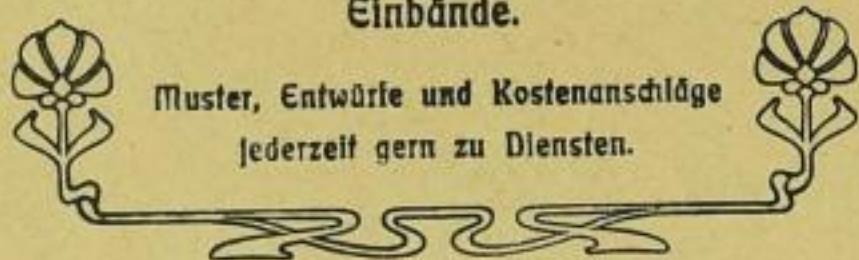 Einbände.
Muster, Entwürfe und Kostenanschläge
jederzeit gern zu Diensten.